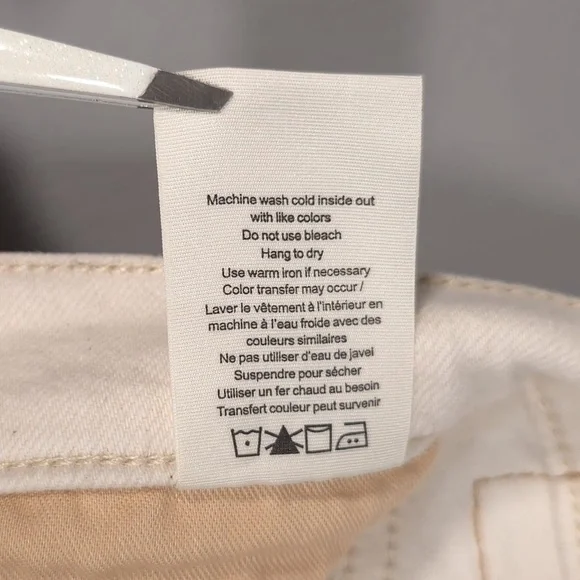 Machine wash cold inside out
with like colors
Do not use bleach
Hang to dry
Use warm iron if necessary
Color transfer may occur /
Laver le vêtement à l'intérieur en
machine à l'eau froide avec des
couleurs similaires
Ne pas utiliser d'eau de javel
Suspendre pour sécher
Utiliser un fer chaud au besoin
Transfert couleur peut survenir